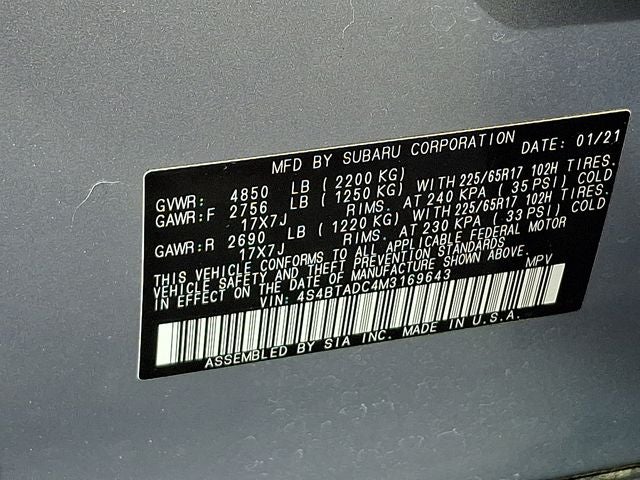 MFD BY SUBARU CORPORATION DATE: 01/21
GVWR: 4850 LB (2200 KG)
GAWR:F 2756 LB (1250 KG) WITH 225/65R17 102H TIRES.
17X7J RIMS. AT 240 KPA (35 PSI) COLD
GAWR:R 2690 LB (1220 KG) WITH 225/65R17 102H TIRES.
17X7J RIMS. AT 230 KPA (33 PSI) COLD
THIS VEHICLE CONFORMS TO ALL APPLICABLE FEDERAL MOTOR
VEHICLE SAFETY AND THEFT PREVENTION STANDARDS
IN EFFECT ON THE DATE OF MANUFACTURE SHOWN ABOVE.
VIN: 4S4BTADC4M3169643 MPV
ASSEMBLED BY SIA INC. MADE IN U.S.A.